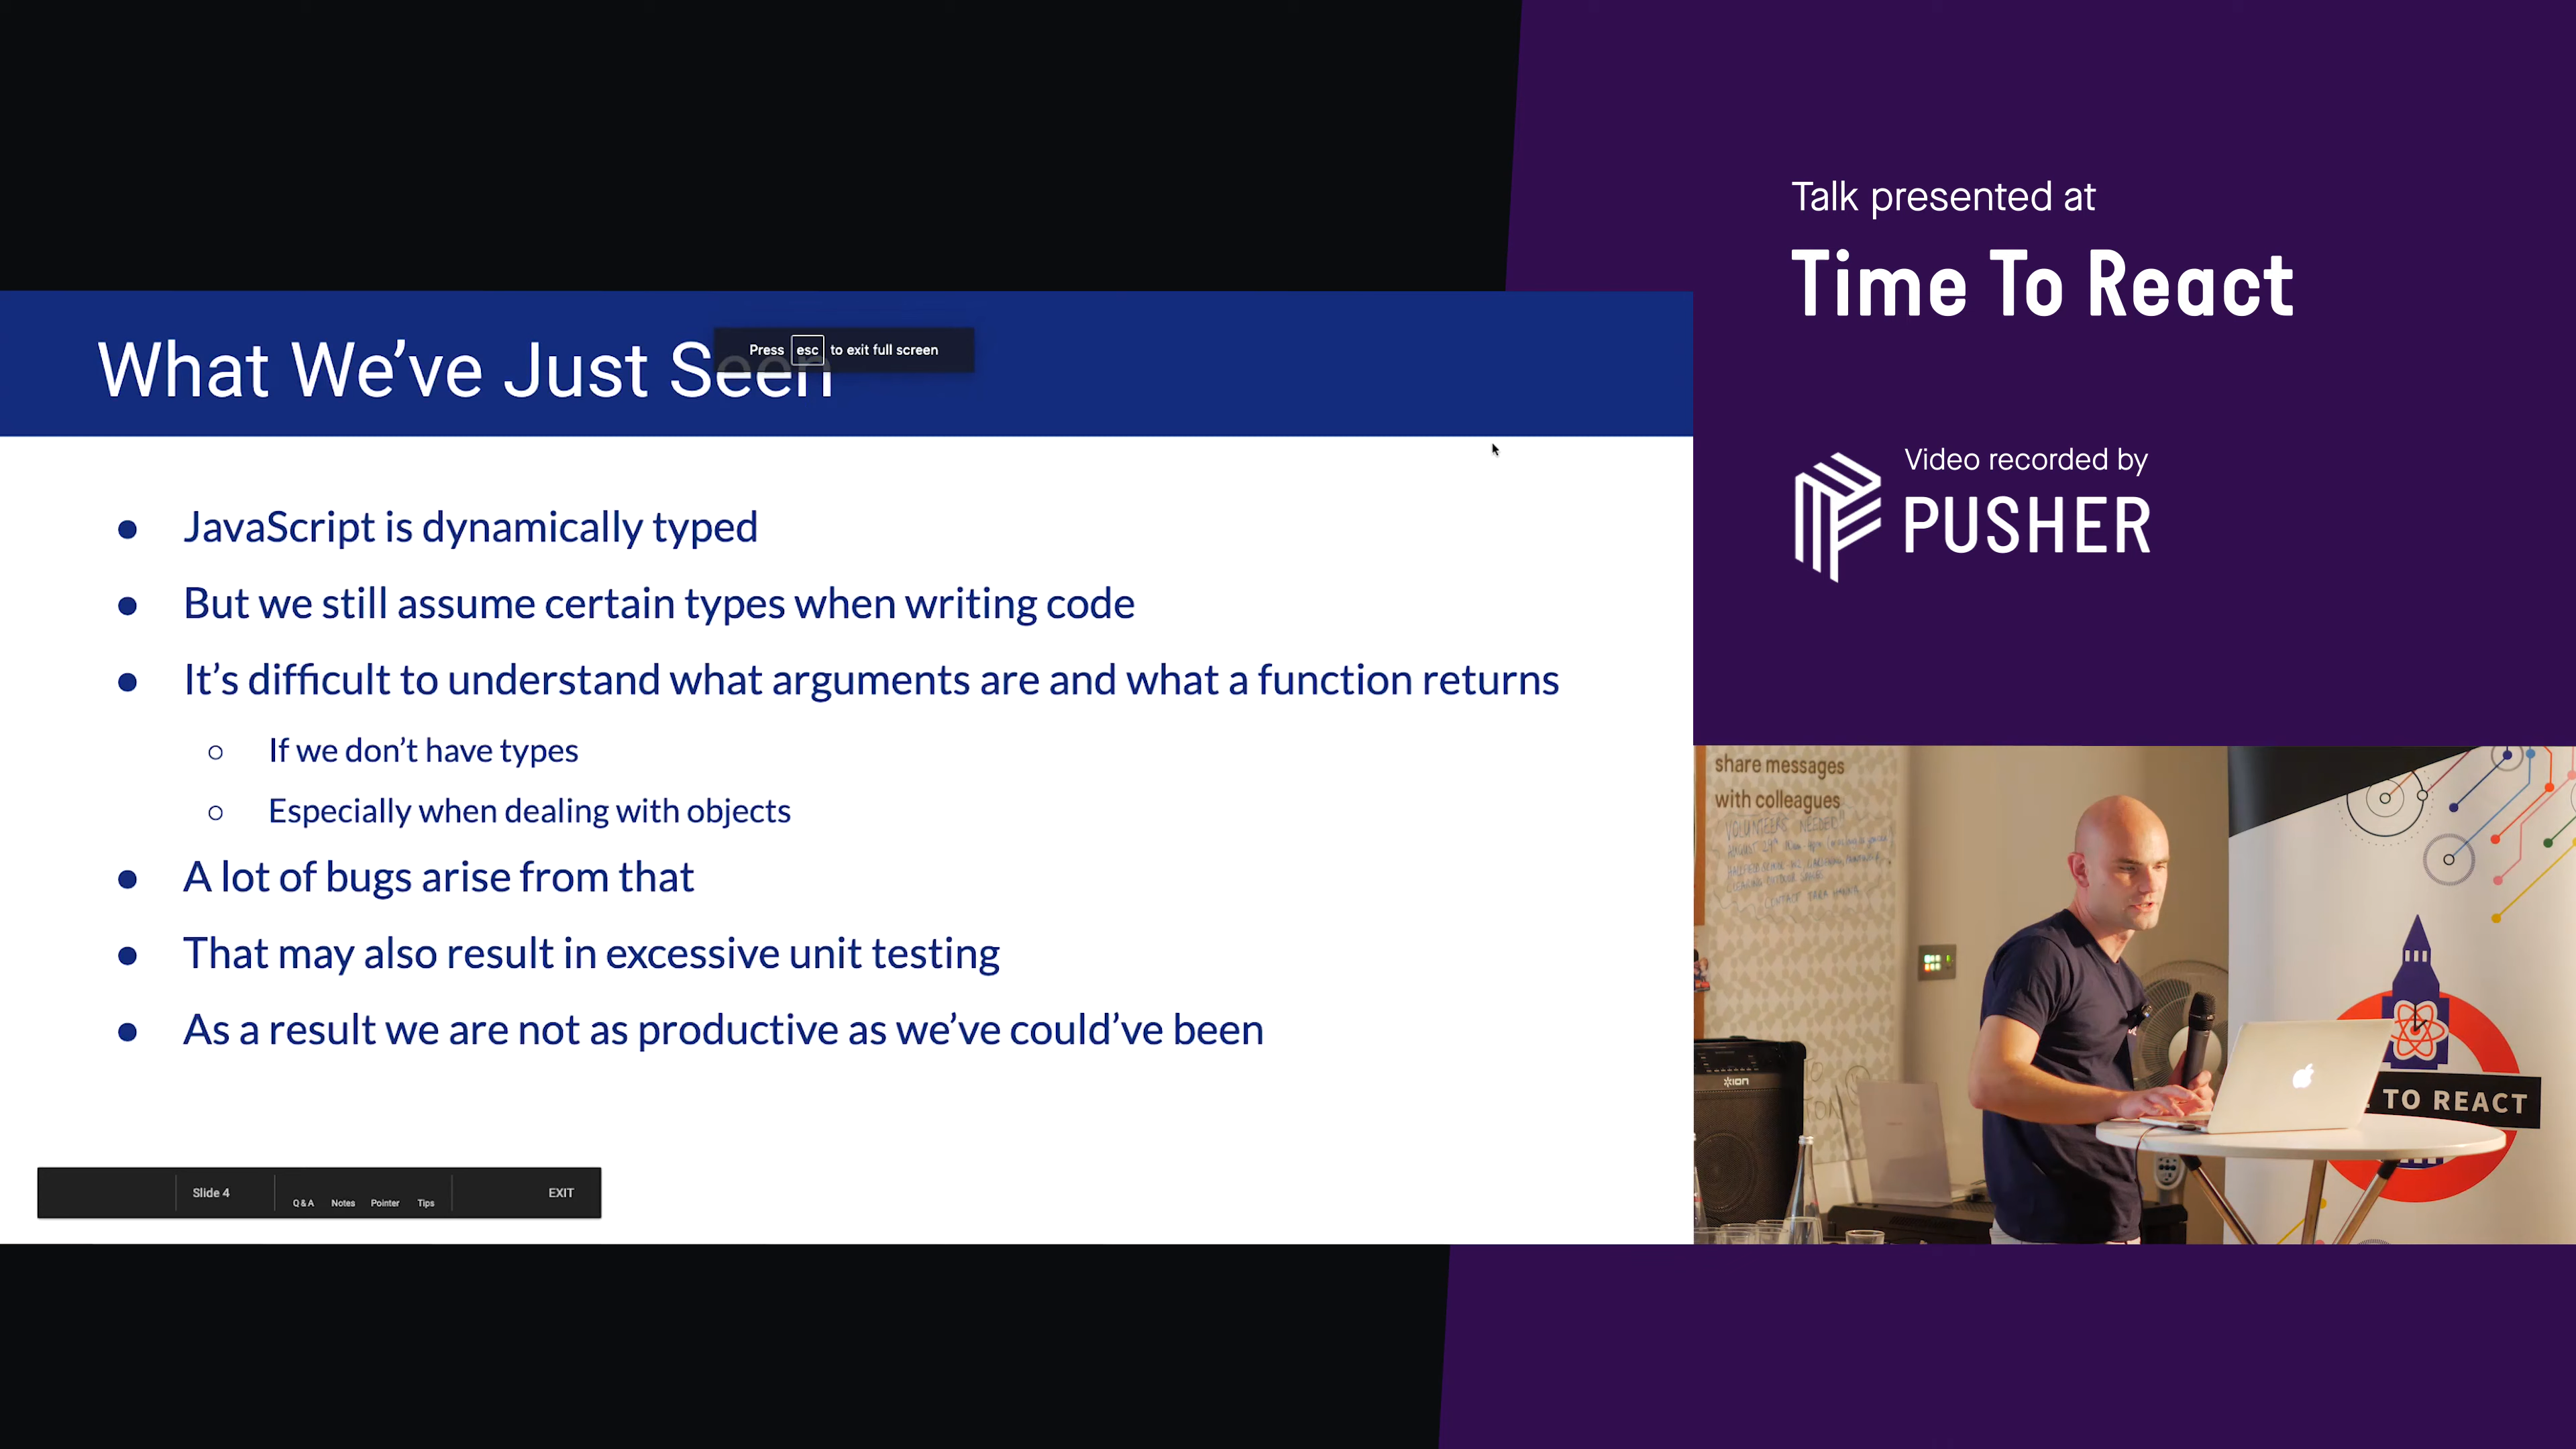 Talk presented at
Time To React
Video recorded by
PUSHER
What We've Just Seen
Press esc to exit full screen
JavaScript is dynamically typed
But we still assume certain types when writing code
It's difficult to understand what arguments are and what a function returns
If we don't have types
Especially when dealing with objects
A lot of bugs arise from that
That may also result in excessive unit testing
As a result we are not as productive as we've could've been
Slide 4
Q&A Notes Pointer Tips
EXIT
share messages
with colleagues
VOLUNTEERS NEEDED
ION
TO REACT